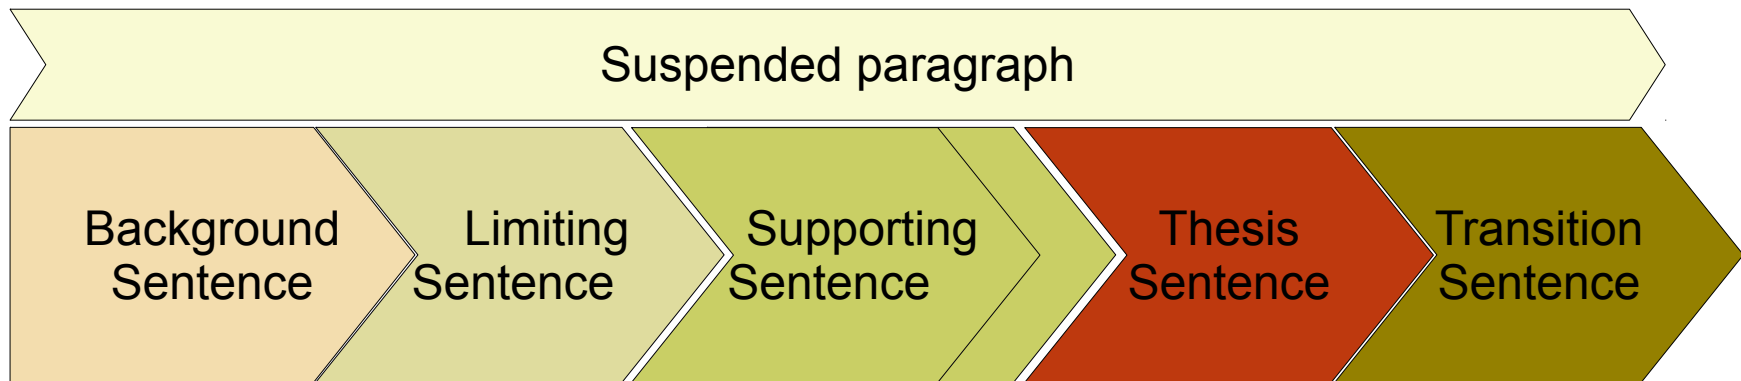 Suspended paragraph
Background
Sentence
Limiting
Sentence
Supporting
Sentence
Thesis
Sentence
Transition
Sentence